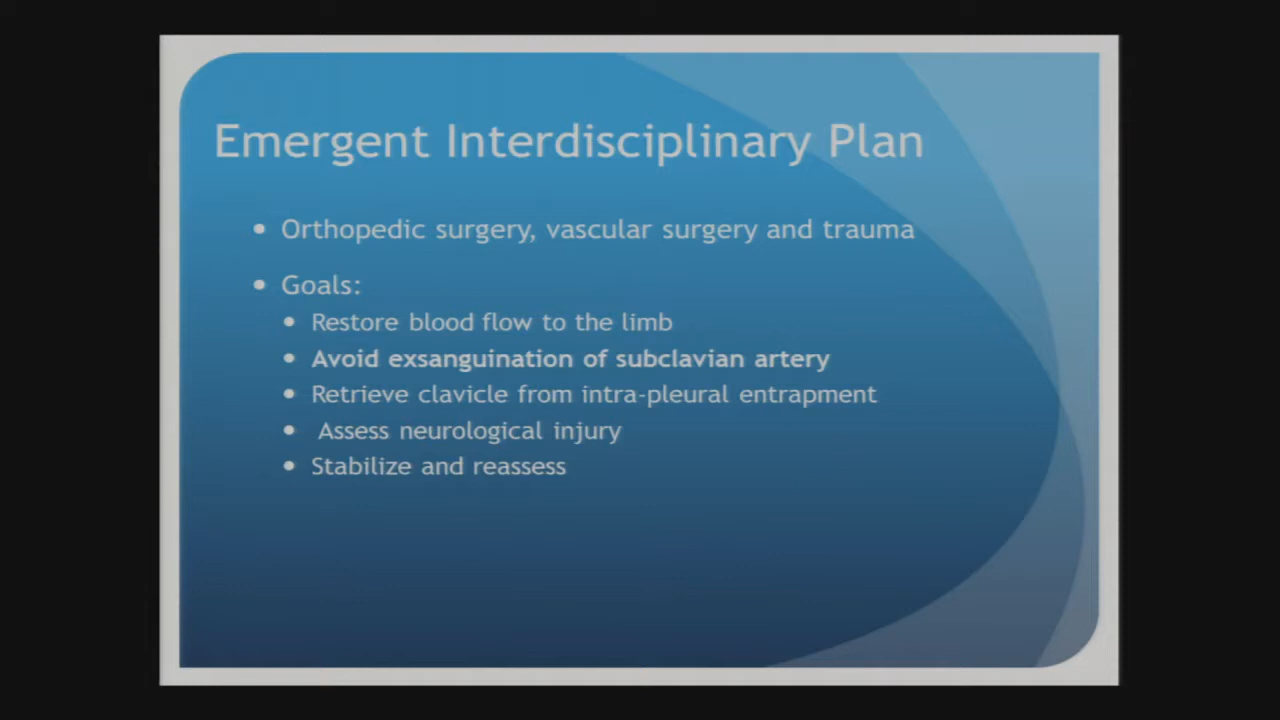 Emergent Interdisciplinary Plan
• Orthopedic surgery, vascular surgery and trauma
• Goals:
• Restore blood flow to the limb
• Avoid exsanguination of subclavian artery
• Retrieve clavicle from intra-pleural entrapment
• Assess neurological injury
• Stabilize and reassess